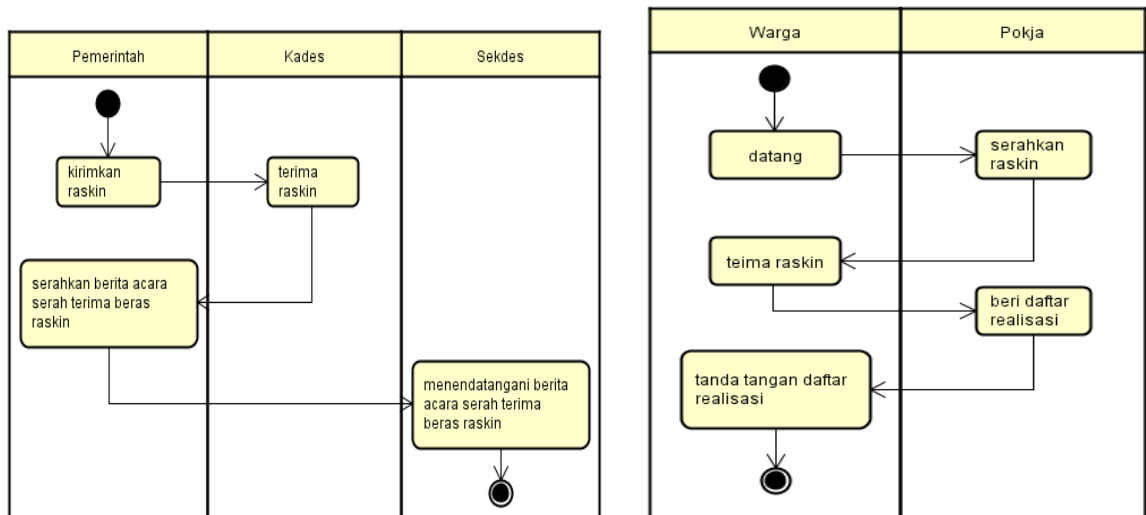 Pemerintah
Kades
Sekdes
kirimkan
raskin
terima
raskin
serahkan berita acara
serah terima beras
raskin
menendatangani berita
acara serah terima
beras raskin
Warga
Pokja
datang
serahkan
raskin
teima raskin
beri daftar
realisasi
tanda tangan daftar
realisasi